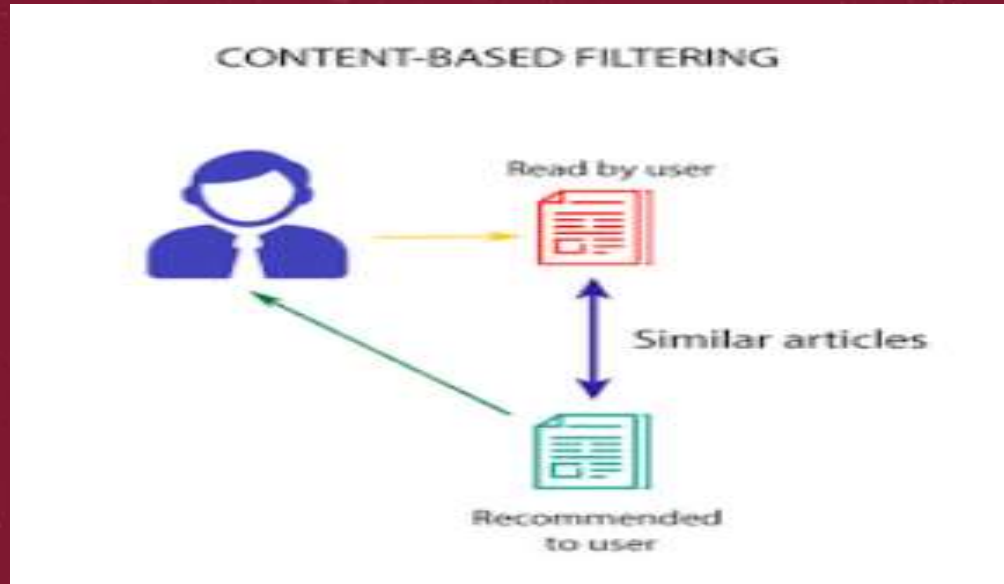 CONTENT-BASED FILTERING
Read by user
Similar articles
Recommended
to user